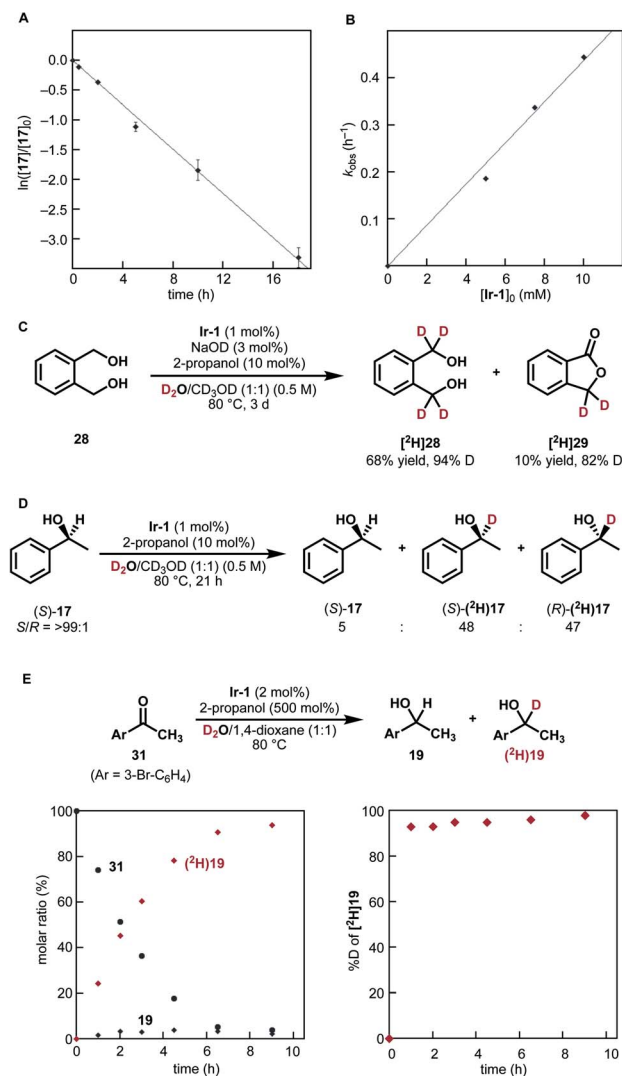 A
ln([17]/[17]0)
0.0
−0.5
−1.0
−1.5
−2.0
−2.5
−3.0
0 4 8 12 16
time (h)
B
kobs (h−1)
0.4
0.3
0.2
0.1
0 2 4 6 8 10
[Ir-1]0 (mM)
C
OH
OH
28
Ir-1 (1 mol%)
NaOD (3 mol%)
2-propanol (10 mol%)
D2O/CD3OD (1:1) (0.5 M)
80 °C, 3 d
D D
OH
OH
D D
[2H]28
68% yield, 94% D
+
O
O
D
D
[2H]29
10% yield, 82% D
D
HO H
(S)-17
S/R = >99:1
Ir-1 (1 mol%)
2-propanol (10 mol%)
D2O/CD3OD (1:1) (0.5 M)
80 °C, 21 h
HO H
(S)-17
5
+
:
HO D
(S)-(2H)17
48
+
:
HO D
(R)-(2H)17
47
E
O
Ar CH3
31
(Ar = 3-Br-C6H4)
Ir-1 (2 mol%)
2-propanol (500 mol%)
D2O/1,4-dioxane (1:1)
80 °C
HO H
Ar CH3
19
+
HO D
Ar CH3
(2H)19
molar ratio (%)
100
80
60
40
20
0
31
(2H)19
19
0 2 4 6 8 10
time (h)
%D of [2H]19
100
80
60
40
20
0
0 2 4 6 8 10
time (h)